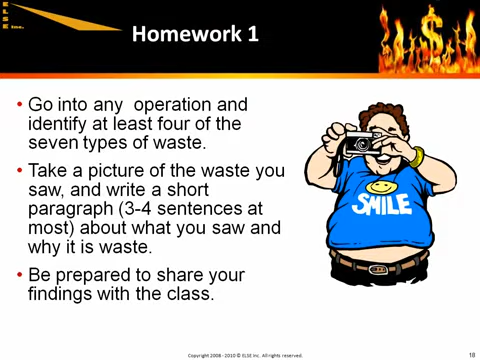 ELSE Inc.
Homework 1
• Go into any operation and
identify at least four of the
seven types of waste.
• Take a picture of the waste you
saw, and write a short
paragraph (3-4 sentences at
most) about what you saw and
why it is waste.
• Be prepared to share your
findings with the class.
SMILE
Copyright 2008 - 2010 © ELSE Inc. All rights reserved.
18